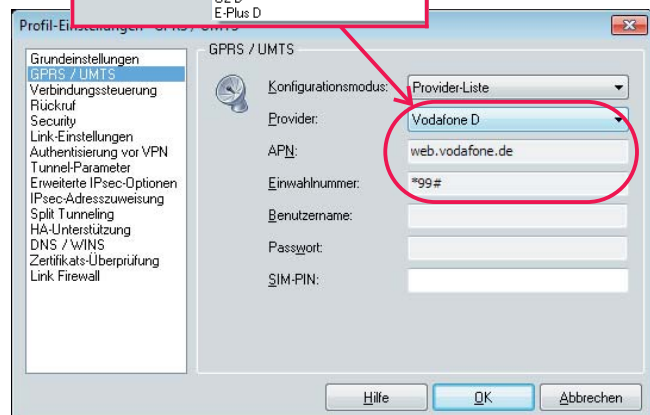 E-Plus D
Profil-Einstellungen GPRS / UMTS
Grundeinstellungen
GPRS / UMTS
Verbindungssteuerung
Rückruf
Security
Link-Einstellungen
Authentisierung vor VPN
Tunnel-Parameter
Erweiterte IPsec-Optionen
IPsec-Adresszuweisung
Split Tunneling
HA-Unterstützung
DNS / WINS
Zertifikats-Überprüfung
Link Firewall
GPRS / UMTS
Konfigurationsmodus: Provider-Liste
Provider: Vodafone D
APN: web.vodafone.de
Einwahlnummer: *99#
Benutzername:
Passwort:
SIM-PIN:
Hilfe OK Abbrechen